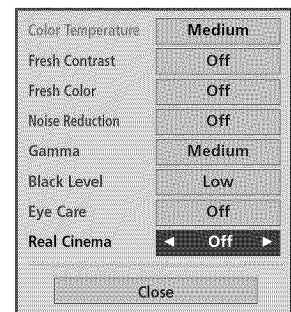 Color Temperature Medium
Fresh Contrast Off
Fresh Color Off
Noise Reduction Off
Gamma Medium
Black Level Low
Eye Care Off
Real Cinema ◄ Off ►
Close